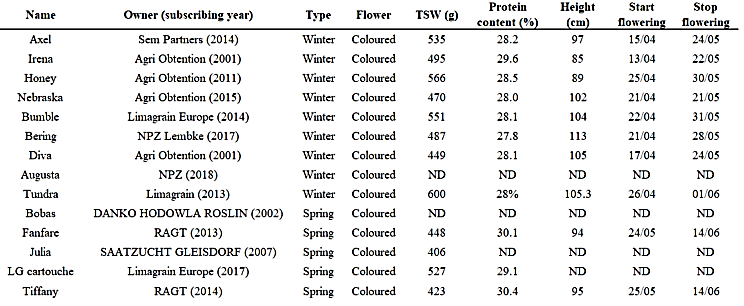 Name Owner (subscribing year) Type Flower TSW (g) Protein content (%) Height (cm) Start flowering Stop flowering
Axel Sem Partners (2014) Winter Coloured 535 28.2 97 15/04 24/05
Irena Agri Obtention (2001) Winter Coloured 495 29.6 85 13/04 22/05
Honey Agri Obtention (2011) Winter Coloured 566 28.5 89 25/04 30/05
Nebraska Agri Obtention (2015) Winter Coloured 470 28.0 102 21/04 21/05
Bumble Limagrain Europe (2014) Winter Coloured 551 28.1 104 22/04 31/05
Bering NPZ Lembke (2017) Winter Coloured 487 27.8 113 21/04 28/05
Diva Agri Obtention (2001) Winter Coloured 449 28.1 105 17/04 24/05
Augusta NPZ (2018) Winter Coloured ND ND ND ND ND
Tundra Limagrain (2013) Winter Coloured 600 28% 105.3 26/04 01/06
Bobas DANKO HODOWLA ROSLIN (2002) Spring Coloured ND ND ND ND ND
Fanfare RAGT (2013) Spring Coloured 448 30.1 94 24/05 14/06
Julia SAATZUCHT GLEISDORF (2007) Spring Coloured 406 ND ND ND ND
LG cartouche Limagrain Europe (2017) Spring Coloured 527 29.1 ND ND ND
Tiffany RAGT (2014) Spring Coloured 423 30.4 95 25/05 14/06